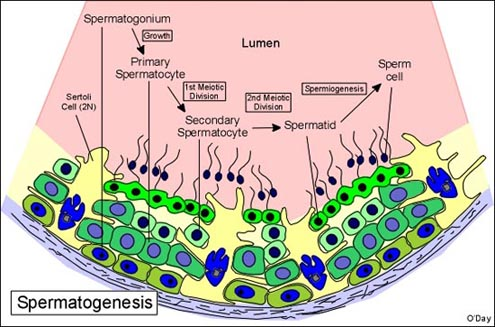 Spermatogonium
Growth
Lumen
Primary
Spermatocyte
Sperm
cell
1st Meiotic
Division
2nd Meiotic
Division
Spermiogenesis
Sertoli
Cell (2N)
Secondary
Spermatocyte
Spermatid
Spermatogenesis
O'Day